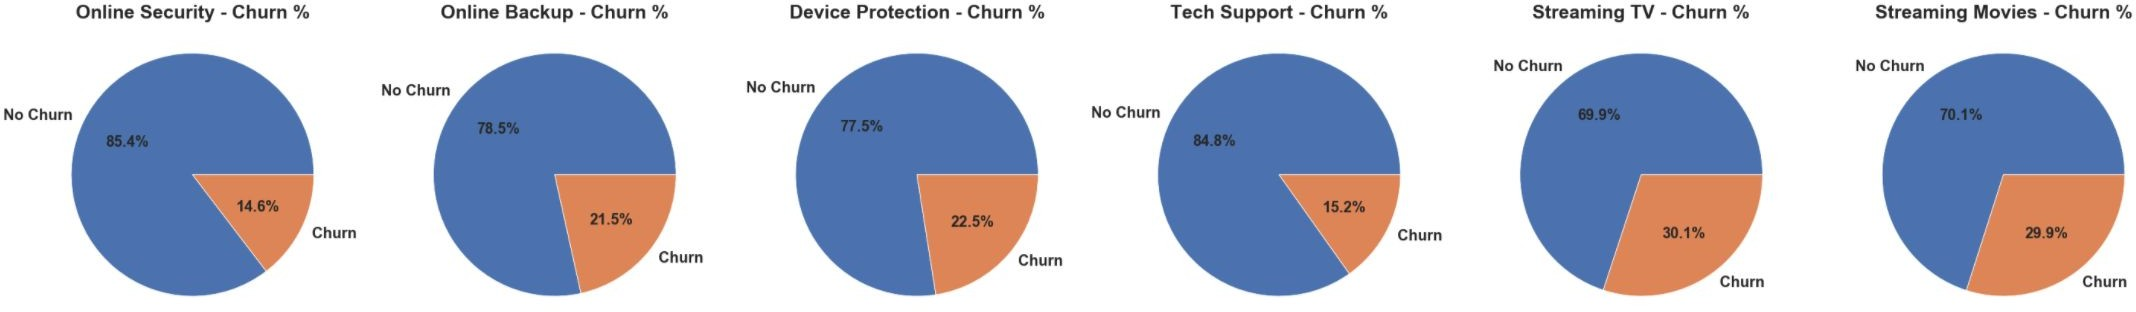 Online Security - Churn %
No Churn
85.4%
14.6%
Churn
Online Backup - Churn %
No Churn
78.5%
21.5%
Churn
Device Protection - Churn %
No Churn
77.5%
22.5%
Churn
Tech Support - Churn %
No Churn
84.8%
15.2%
Churn
Streaming TV - Churn %
No Churn
69.9%
30.1%
Churn
Streaming Movies - Churn %
No Churn
70.1%
29.9%
Churn